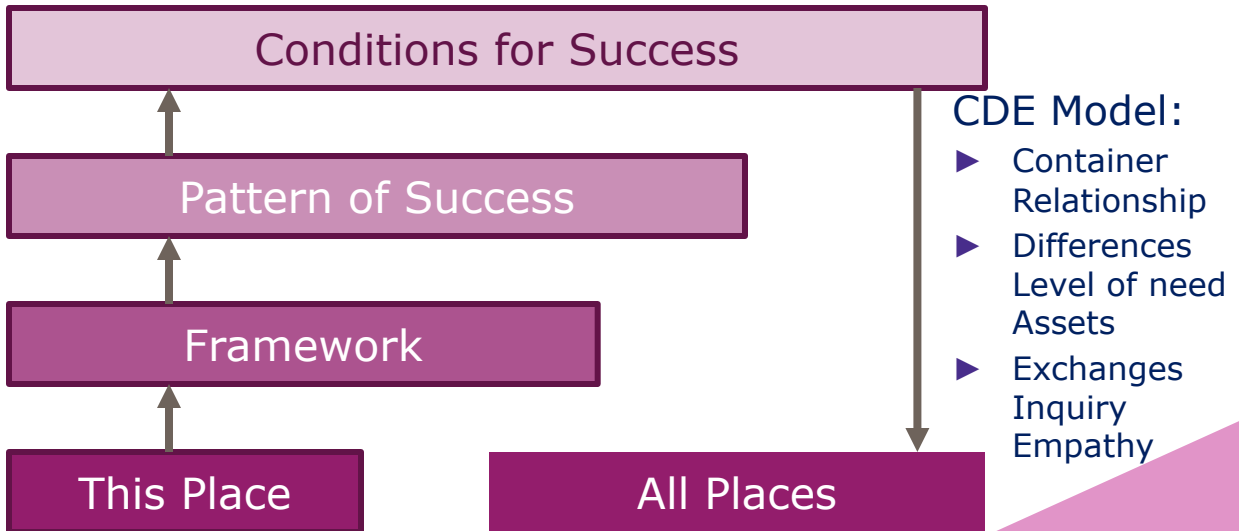 Conditions for Success
Pattern of Success
Framework
This Place
All Places
CDE Model:
► Container
Relationship
► Differences
Level of need
Assets
► Exchanges
Inquiry
Empathy